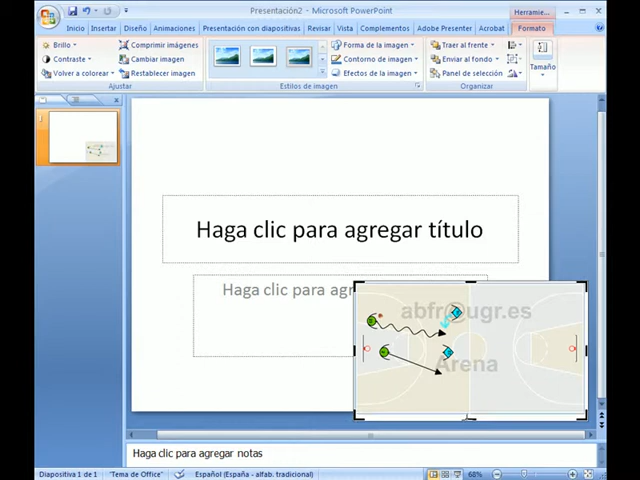 Presentación2 - Microsoft PowerPoint
Herramie...
Inicio Insertar Diseño Animaciones Presentación con diapositivas Revisar Vista Complementos Adobe Presenter Acrobat Formato
Brillo Comprimir imágenes Forma de la imagen Traer al frente
Contraste Cambiar imagen Contorno de imagen Enviar al fondo
Volver a colorear Restablecer imagen Efectos de la imagen Panel de selección Tamaño
Ajustar Estilos de imagen Organizar
1
Haga clic para agregar título
Haga clic para agr
abfr@ugr.es
Arena
Haga clic para agregar notas
Diapositiva 1 de 1 "Tema de Office" Español (España - alfab. tradicional) 68%